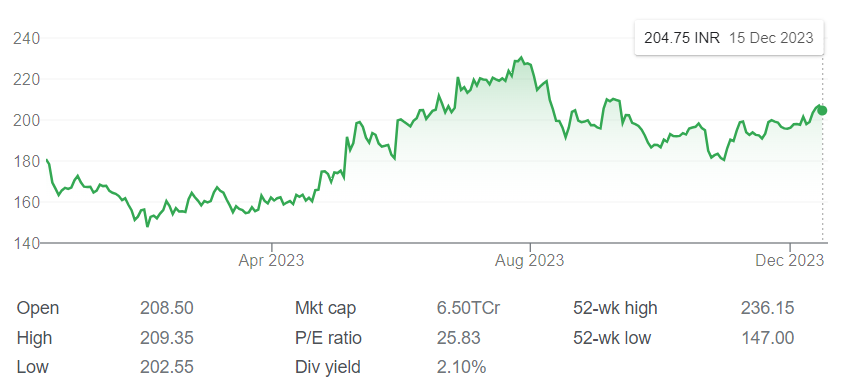 204.75 INR 15 Dec 2023
240
220
200
180
160
140
Apr 2023 Aug 2023 Dec 2023
Open 208.50 Mkt cap 6.50TCr 52-wk high 236.15
High 209.35 P/E ratio 25.83 52-wk low 147.00
Low 202.55 Div yield 2.10%